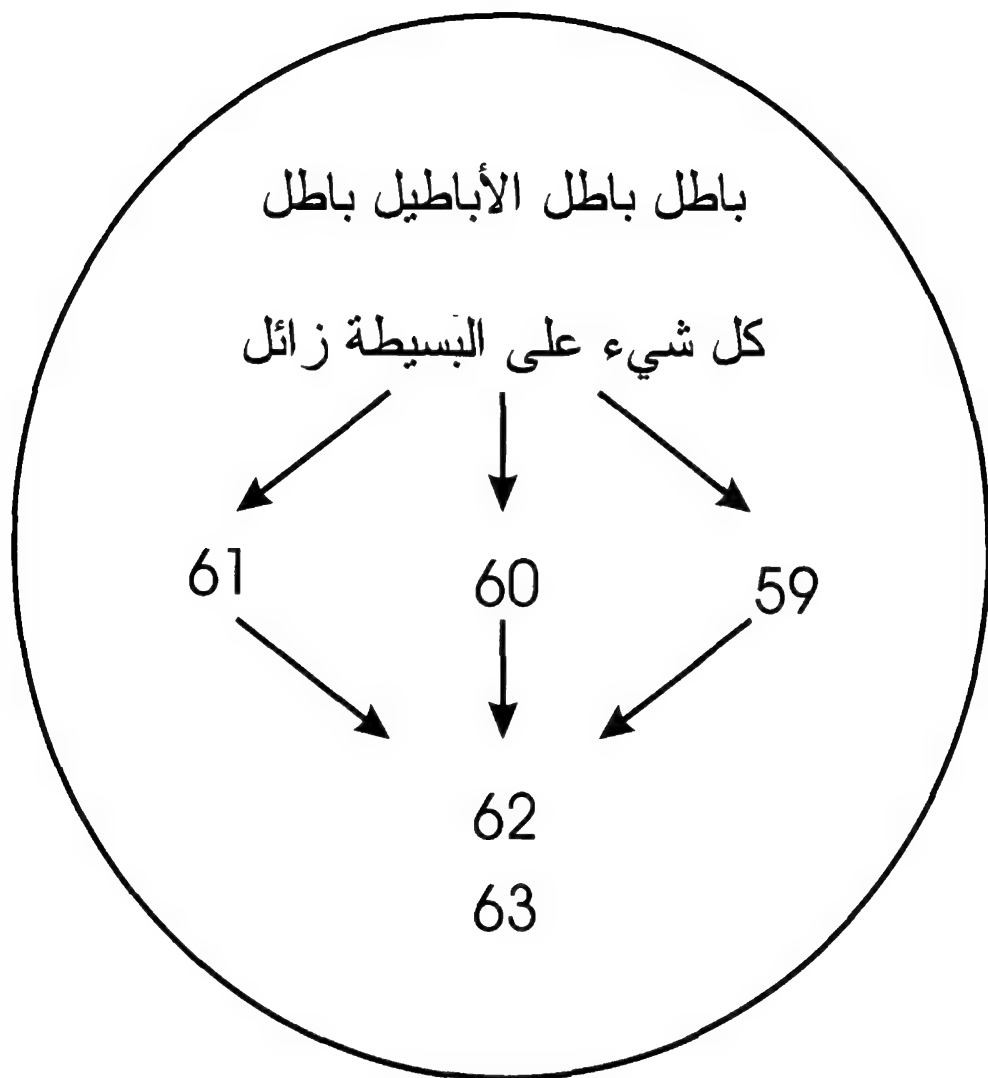 باطل باطل الأباطيل باطل
كل شيء على البسيطة زائل
59 60 61
62
63